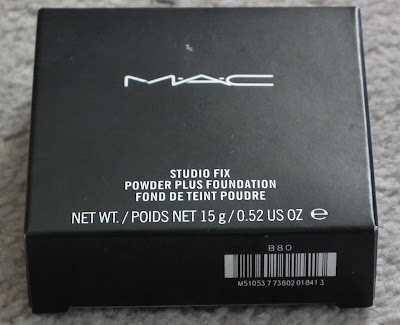 M·A·C
STUDIO FIX
POWDER PLUS FOUNDATION
FOND DE TEINT POUDRE
NET WT. / POIDS NET 15 g / 0.52 US OZ ℮
B80
M51053 7 73602 01841 3